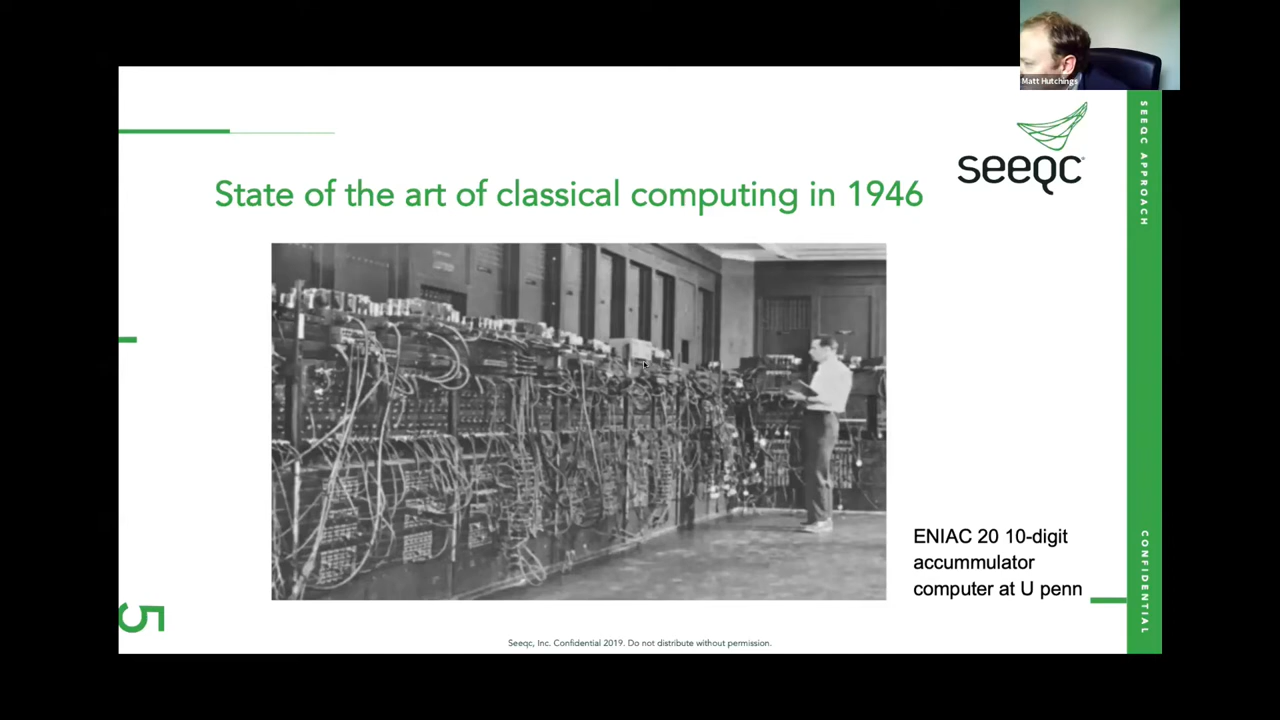 Matt Hutchings
seeqc
SEEQC APPROACH
State of the art of classical computing in 1946
ENIAC 20 10-digit
accummulator
computer at U penn
CONFIDENTIAL
5
Seeqc, Inc. Confidential 2019. Do not distribute without permission.